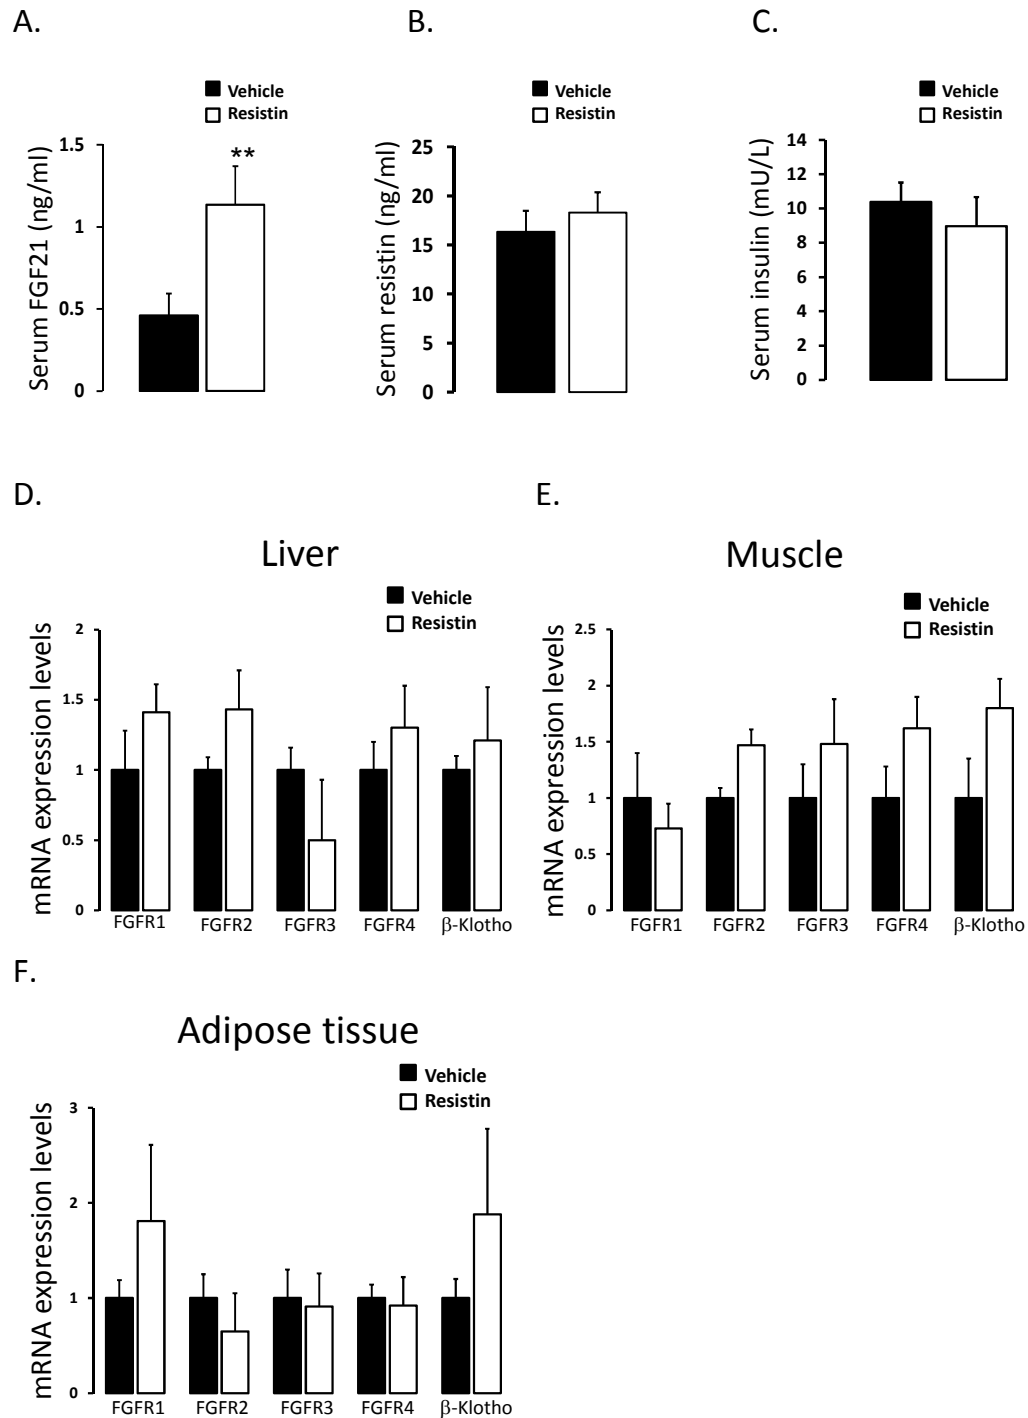 A.
Vehicle
Resistin
Serum FGF21 (ng/ml)
1.5
1
0.5
0
**
B.
Vehicle
Resistin
Serum resistin (ng/ml)
25
20
15
10
5
0
C.
Vehicle
Resistin
Serum insulin (mU/L)
14
12
10
8
6
4
2
0
D.
Liver
Vehicle
Resistin
mRNA expression levels
2
1.5
1
0.5
0
FGFR1 FGFR2 FGFR3 FGFR4 β-Klotho
E.
Muscle
Vehicle
Resistin
mRNA expression levels
2.5
2
1.5
1
0.5
0
FGFR1 FGFR2 FGFR3 FGFR4 β-Klotho
F.
Adipose tissue
Vehicle
Resistin
mRNA expression levels
3
2
1
0
FGFR1 FGFR2 FGFR3 FGFR4 β-Klotho